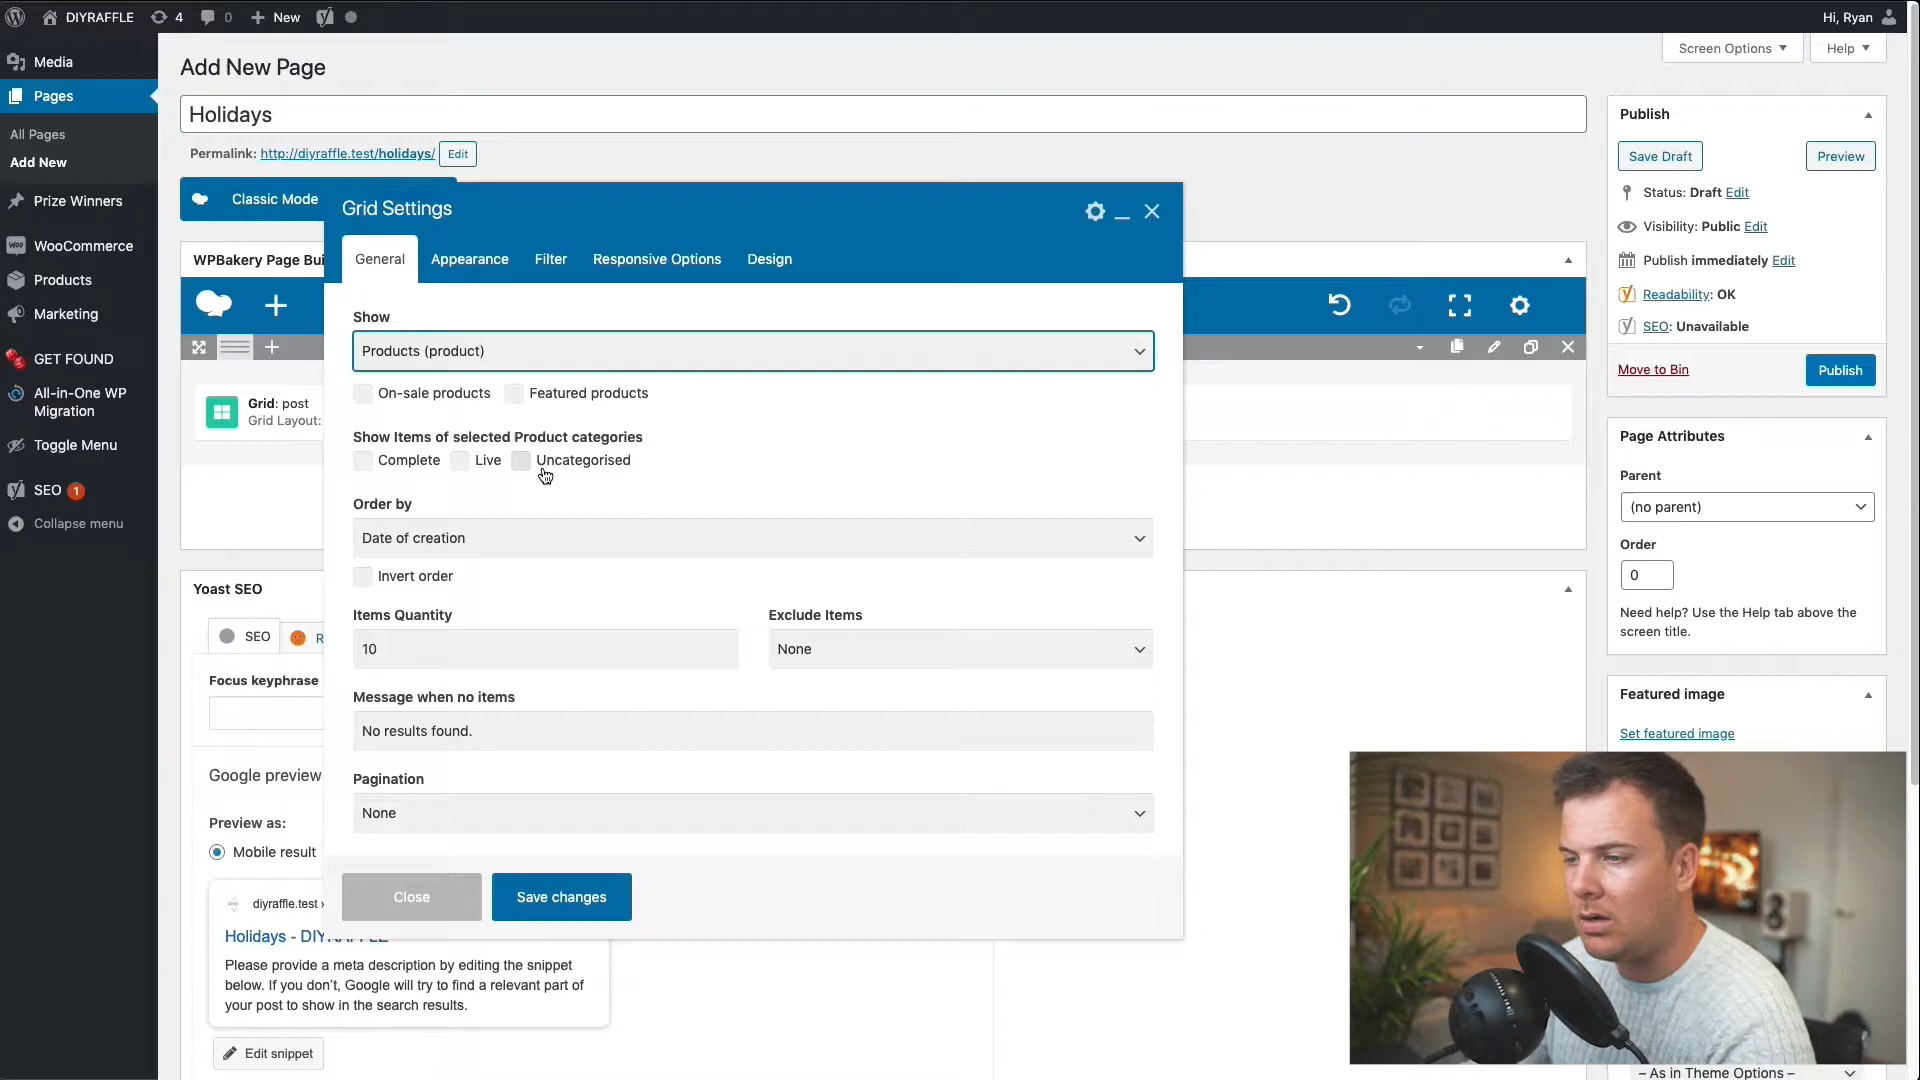 DIYRAFFLE 4 0 New
Hi, Ryan
Screen Options Help
Media
Pages
All Pages
Add New
Prize Winners
WooCommerce
Products
Marketing
GET FOUND
All-in-One WP
Migration
Toggle Menu
SEO 1
Collapse menu
Add New Page
Holidays
Permalink: http://diyraffle.test/holidays/ Edit
Classic Mode
WPBakery Page Bui
Grid: post
Grid Layout:
Grid Settings
General Appearance Filter Responsive Options Design
Show
Products (product)
On-sale products Featured products
Show Items of selected Product categories
Complete Live Uncategorised
Order by
Date of creation
Invert order
Items Quantity Exclude Items
10 None
Message when no items
No results found.
Pagination
None
Close Save changes
Yoast SEO
SEO R
Focus keyphrase
Google preview
Preview as:
Mobile result
diyraffle.test ›
Holidays - DIYRAFFLE
Please provide a meta description by editing the snippet
below. If you don't, Google will try to find a relevant part of
your post to show in the search results.
Edit snippet
Publish
Save Draft Preview
Status: Draft Edit
Visibility: Public Edit
Publish immediately Edit
Readability: OK
SEO: Unavailable
Move to Bin Publish
Page Attributes
Parent
(no parent)
Order
0
Need help? Use the Help tab above the
screen title.
Featured image
Set featured image
– As in Theme Options –